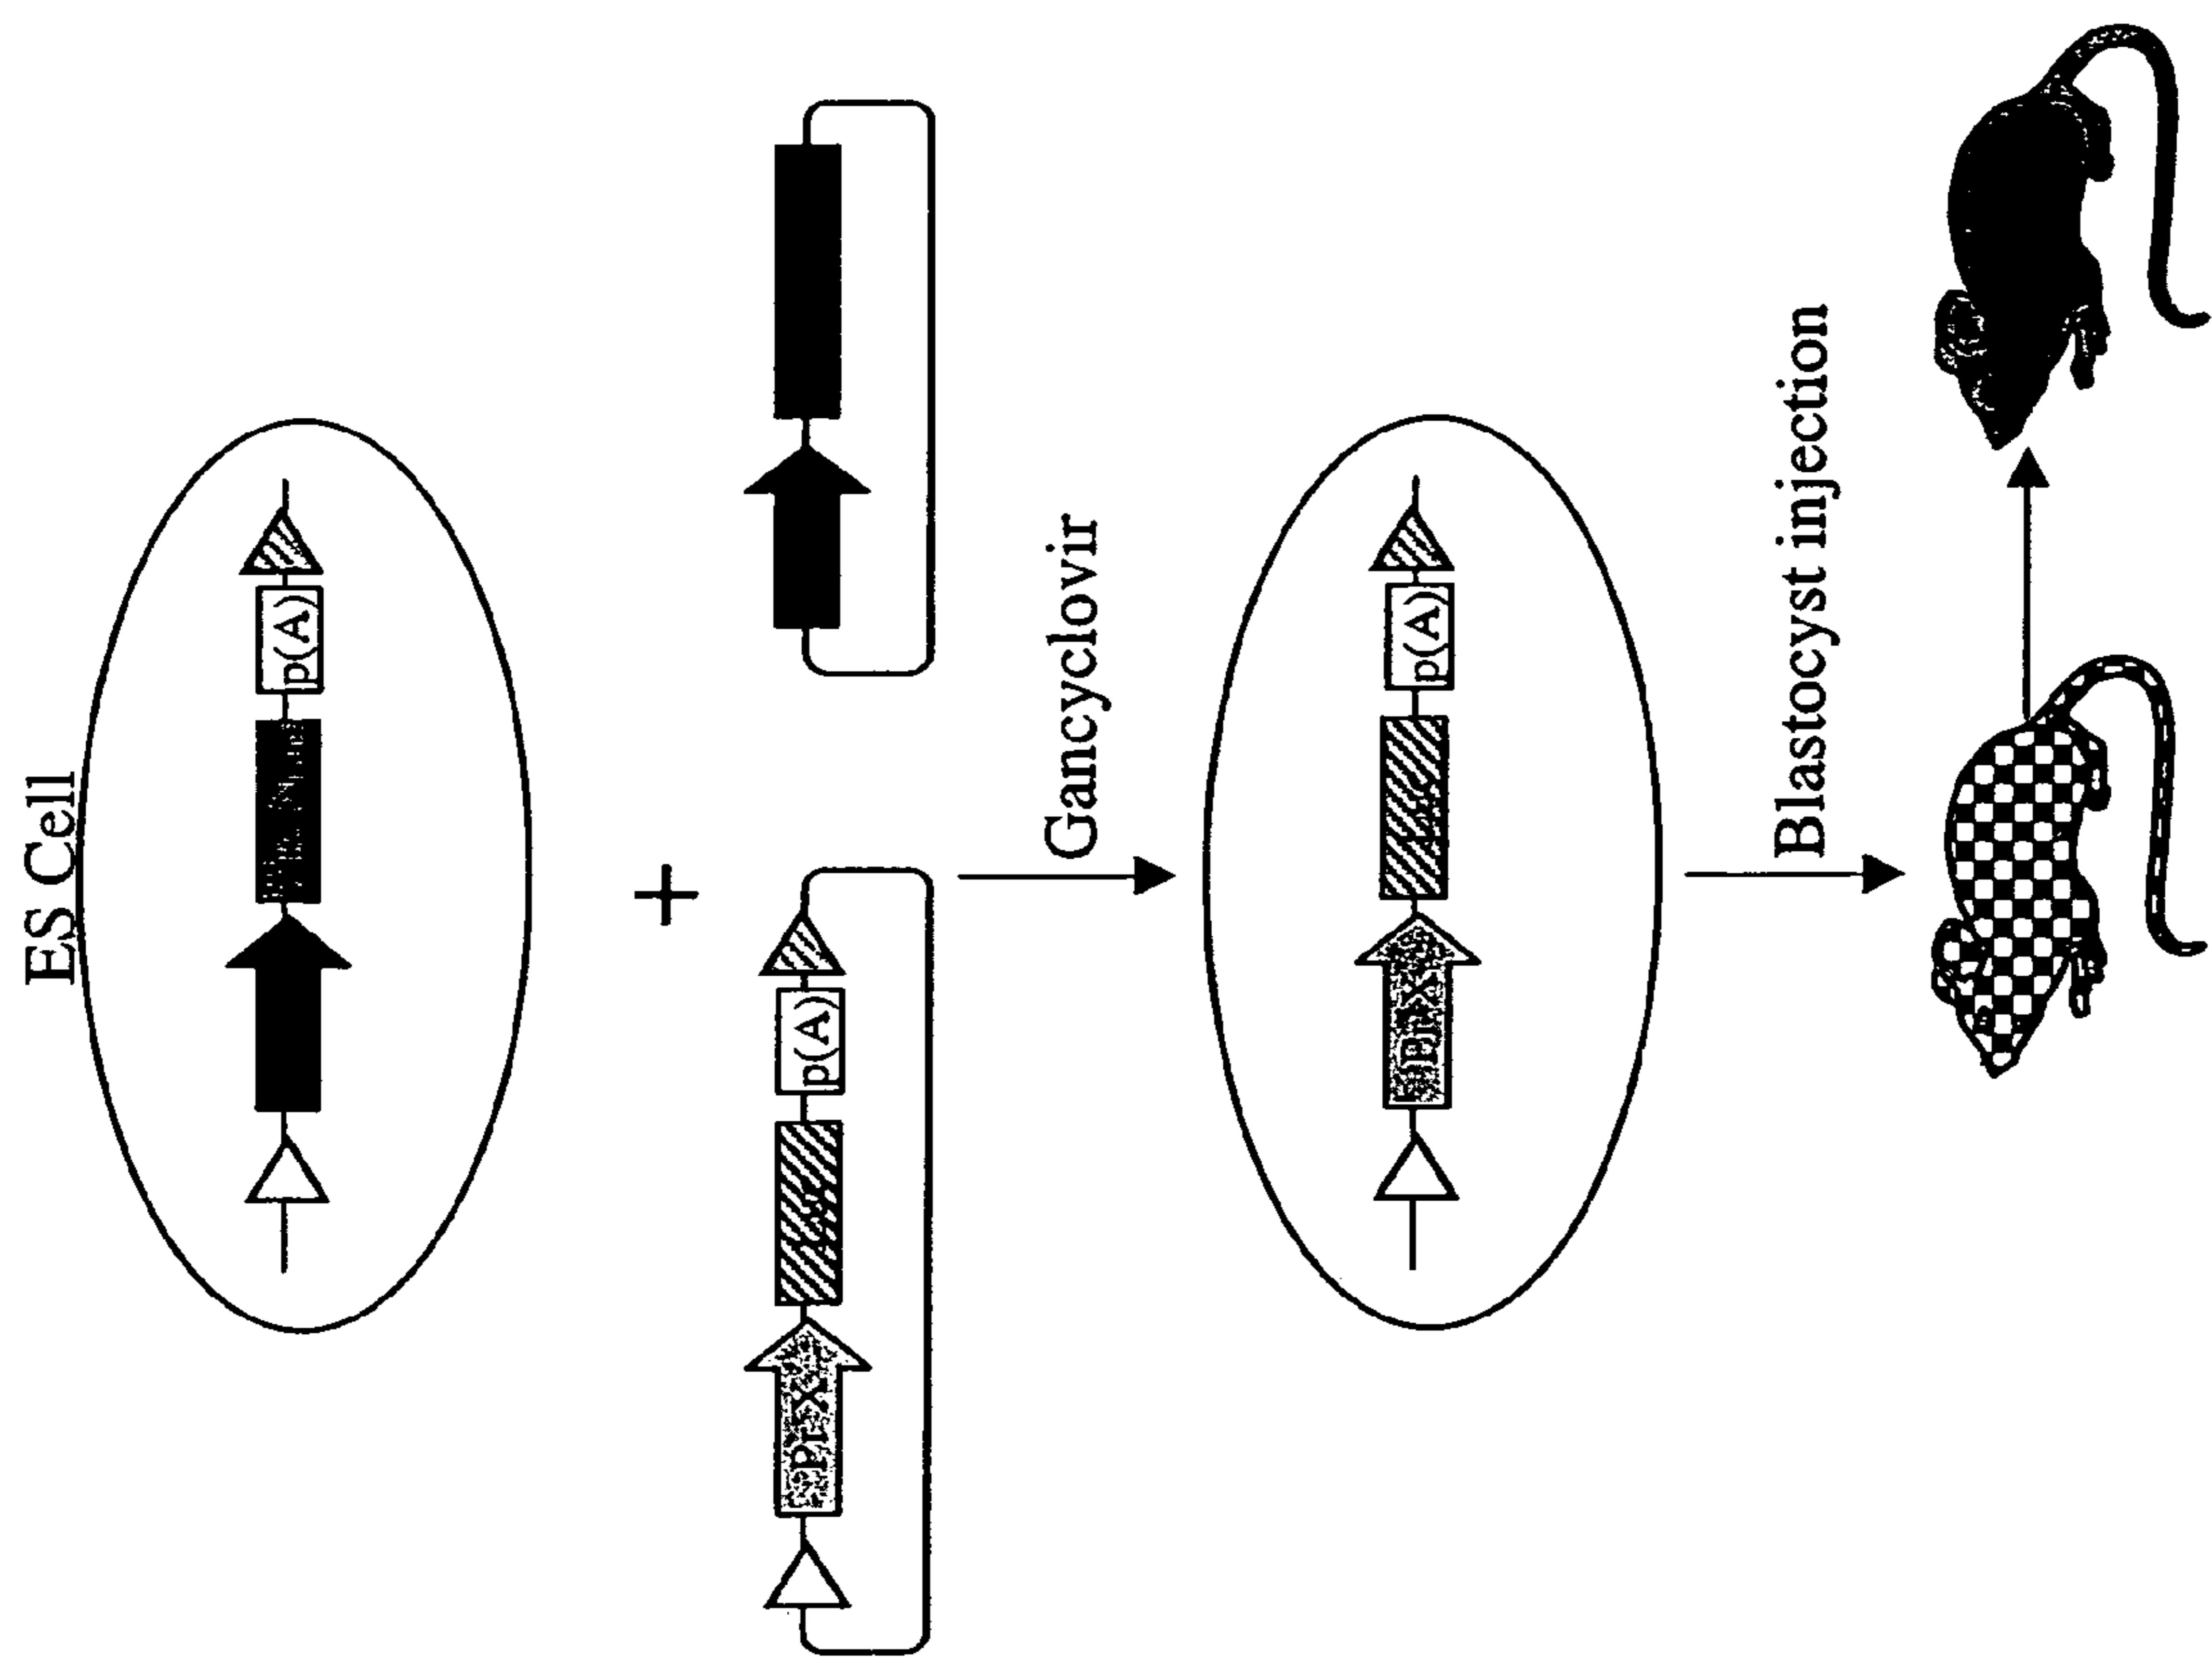 ES Cell
p(A)
+
p(A)
Gancyclovir
p(A)
Blastocyst injection